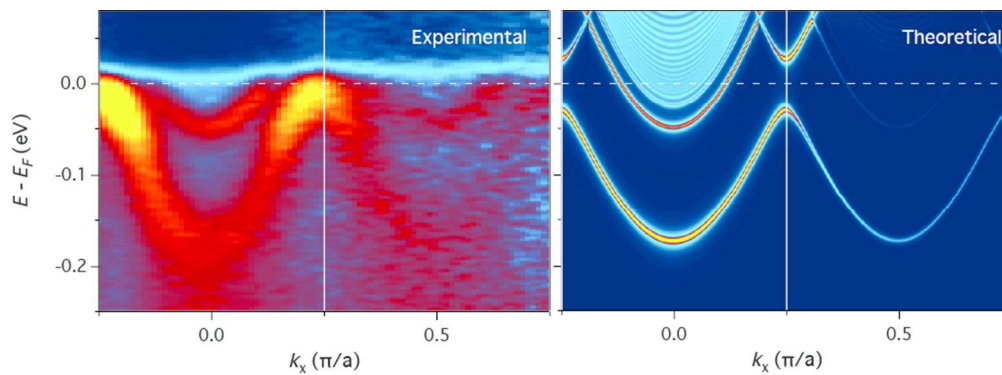 Experimental
Theoretical
0.0
-0.1
-0.2
E - E_F (eV)
0.0
0.5
k_x (π/a)
0.0
0.5
k_x (π/a)